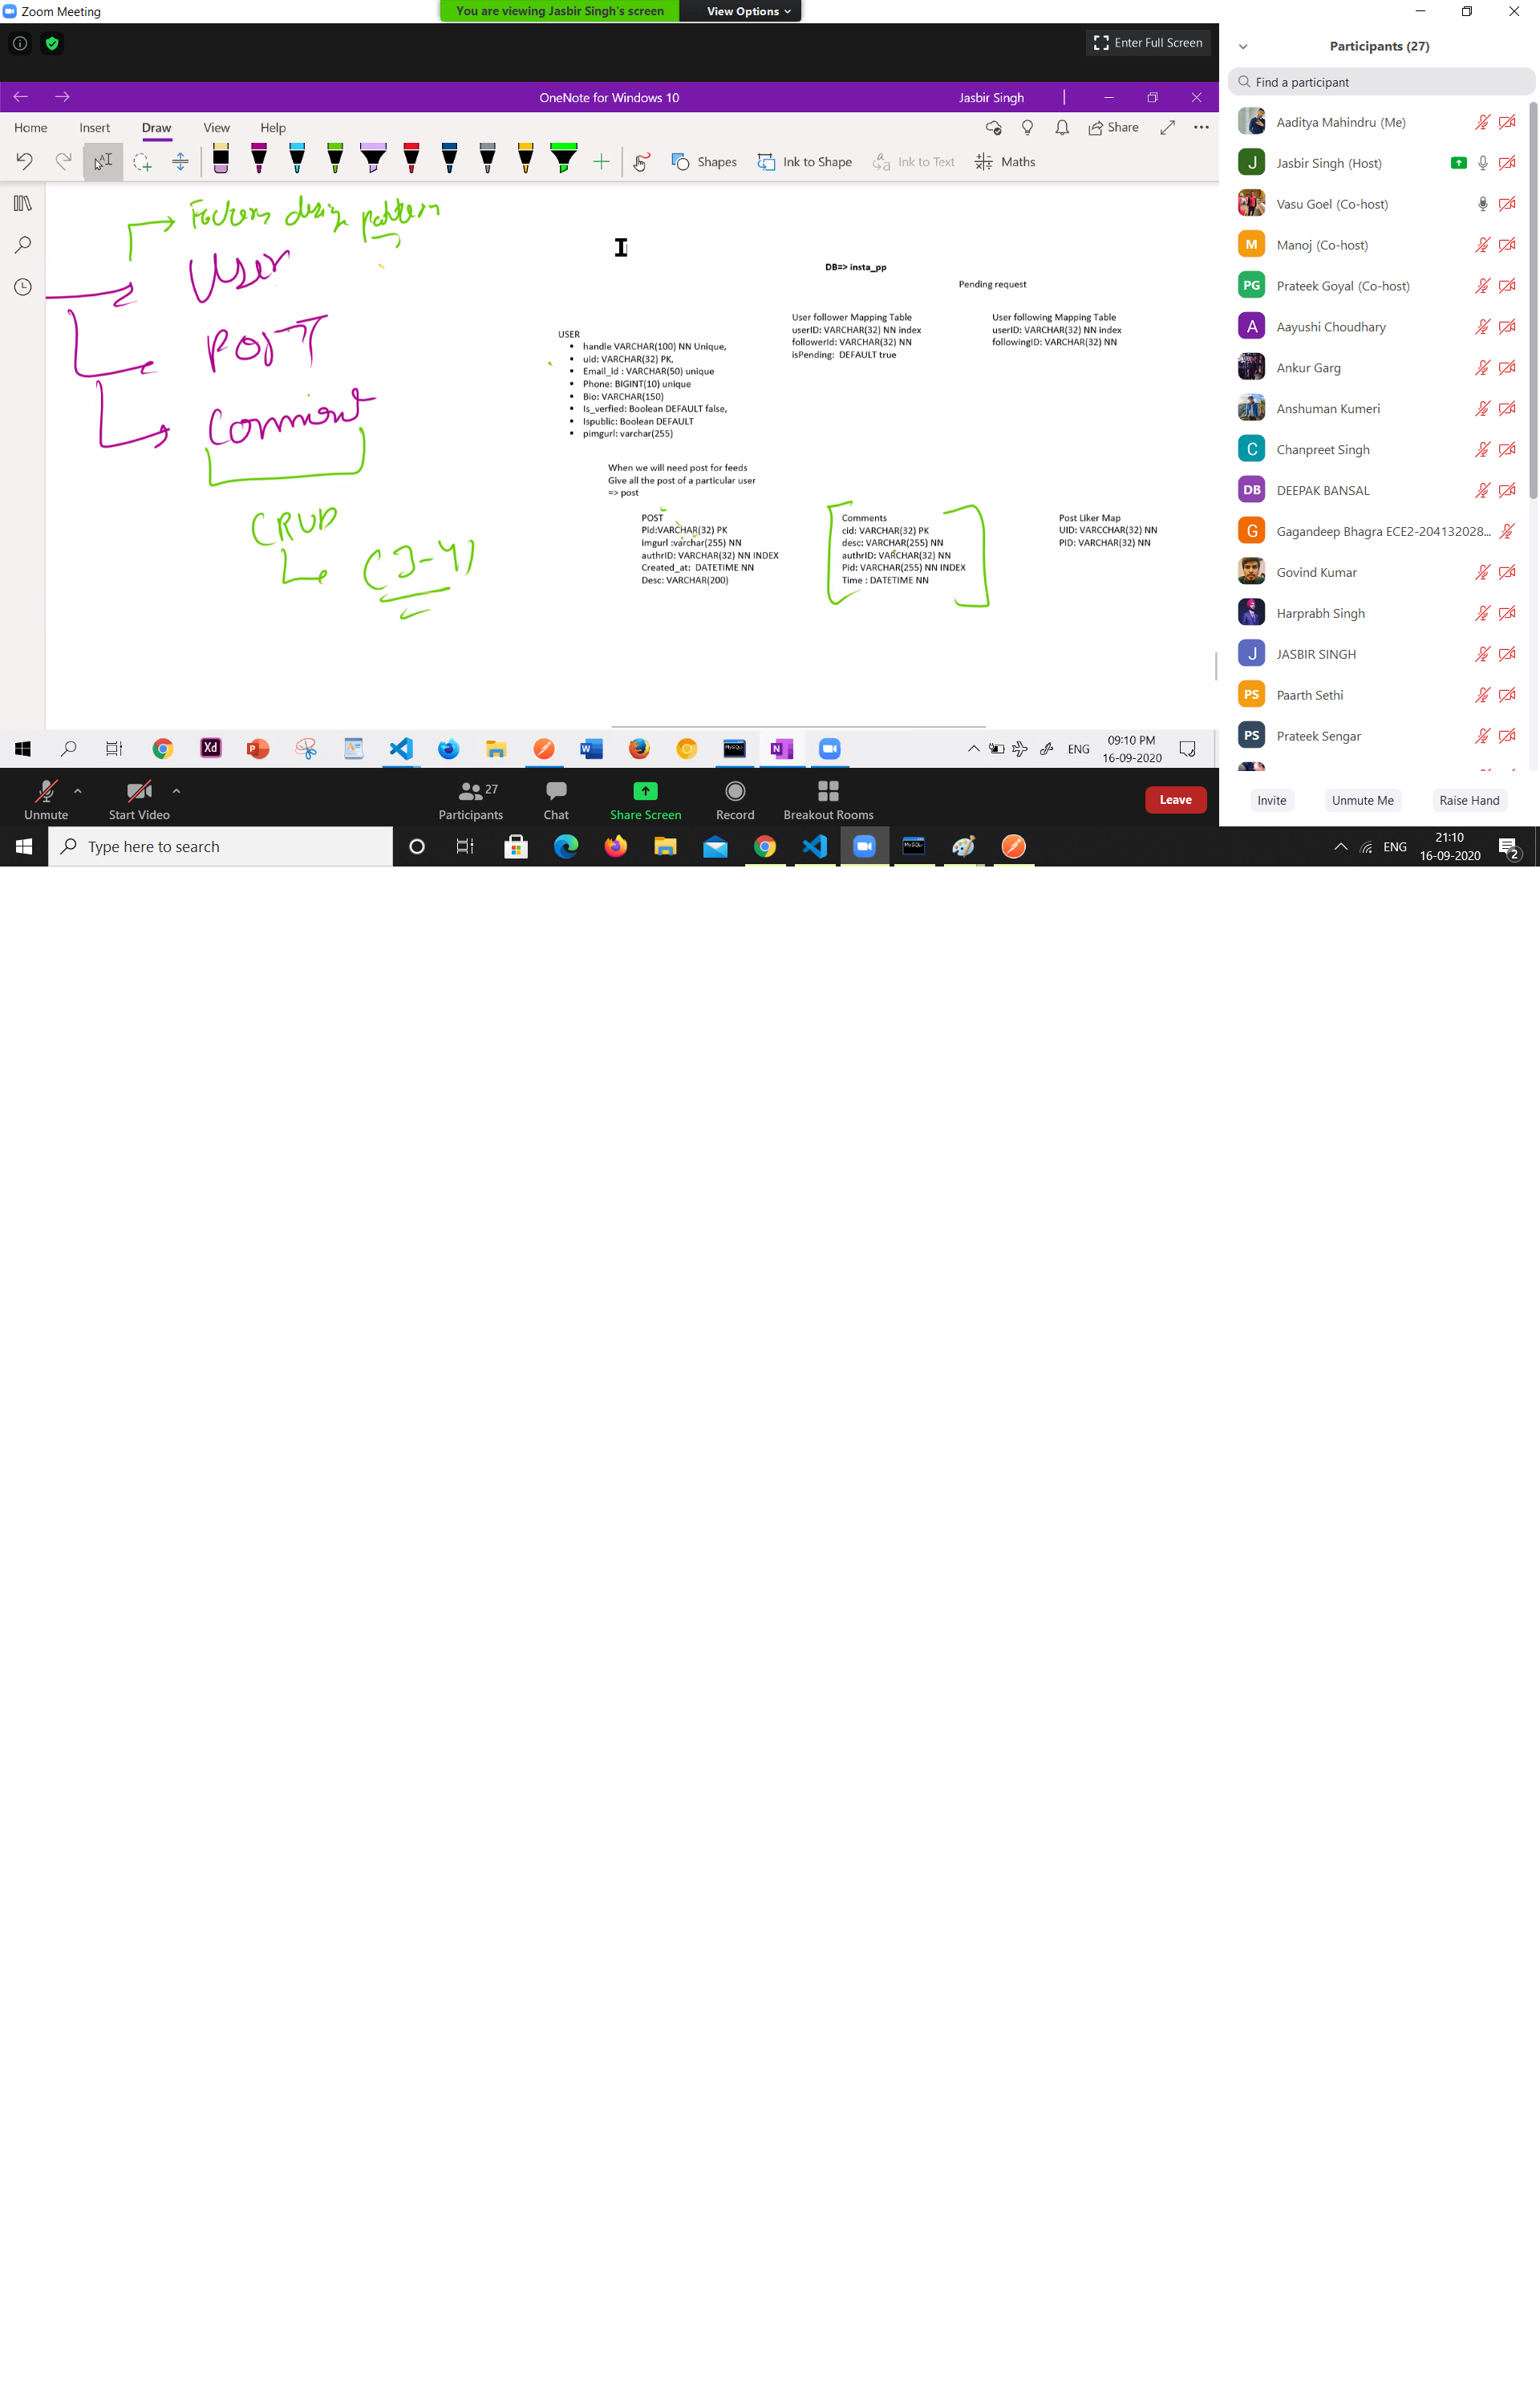 Zoom Meeting
You are viewing Jasbir Singh's screen
View Options
Enter Full Screen
OneNote for Windows 10
Jasbir Singh
Home Insert Draw View Help
Share
Shapes
Ink to Shape
Ink to Text
Maths
design pattern
User
POST
Comment
CRUD
(3-4)
DB=> insta_pp
Pending request
User follower Mapping Table
userID: VARCHAR(32) NN index
followerId: VARCHAR(32) NN
isPending: DEFAULT true
User following Mapping Table
userID: VARCHAR(32) NN index
followingID: VARCHAR(32) NN
USER
handle VARCHAR(100) NN Unique,
uid: VARCHAR(32) PK,
Email_id : VARCHAR(50) unique
Phone: BIGINT(10) unique
Bio: VARCHAR(150)
Is_verfied: Boolean DEFAULT false,
Ispublic: Boolean DEFAULT
pimgurl: varchar(255)
When we will need post for feeds
Give all the post of a particular user
=> post
POST
Pid:VARCHAR(32) PK
imgurl :varchar(255) NN
authrID: VARCHAR(32) NN INDEX
Created_at: DATETIME NN
Desc: VARCHAR(200)
Comments
cid: VARCHAR(32) PK
desc: VARCHAR(255) NN
authrID: VARCHAR(32) NN
Pid: VARCHAR(255) NN INDEX
Time : DATETIME NN
Post Liker Map
UID: VARCCHAR(32) NN
PID: VARCHAR(32) NN
Xd
ENG
09:10 PM
16-09-2020
Participants (27)
Find a participant
Aaditya Mahindru (Me)
J Jasbir Singh (Host)
Vasu Goel (Co-host)
M Manoj (Co-host)
PG Prateek Goyal (Co-host)
A Aayushi Choudhary
Ankur Garg
Anshuman Kumeri
C Chanpreet Singh
DB DEEPAK BANSAL
G Gagandeep Bhagra ECE2-204132028...
Govind Kumar
Harprabh Singh
J JASBIR SINGH
PS Paarth Sethi
PS Prateek Sengar
Unmute
Start Video
27
Participants
Chat
Share Screen
Record
Breakout Rooms
Leave
Invite
Unmute Me
Raise Hand
Type here to search
ENG
21:10
16-09-2020
2